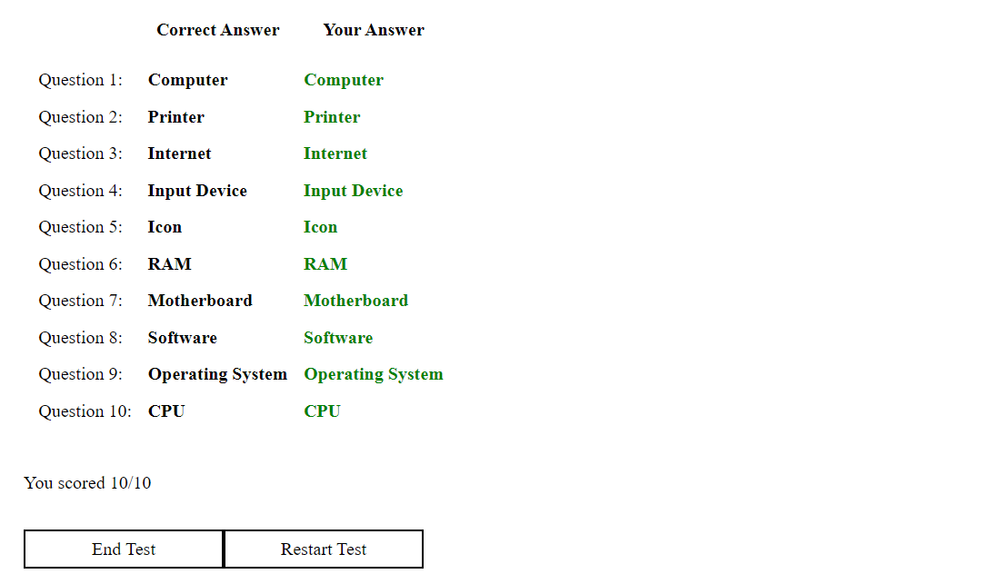 Correct Answer Your Answer
Question 1: Computer Computer
Question 2: Printer Printer
Question 3: Internet Internet
Question 4: Input Device Input Device
Question 5: Icon Icon
Question 6: RAM RAM
Question 7: Motherboard Motherboard
Question 8: Software Software
Question 9: Operating System Operating System
Question 10: CPU CPU
You scored 10/10
End Test Restart Test